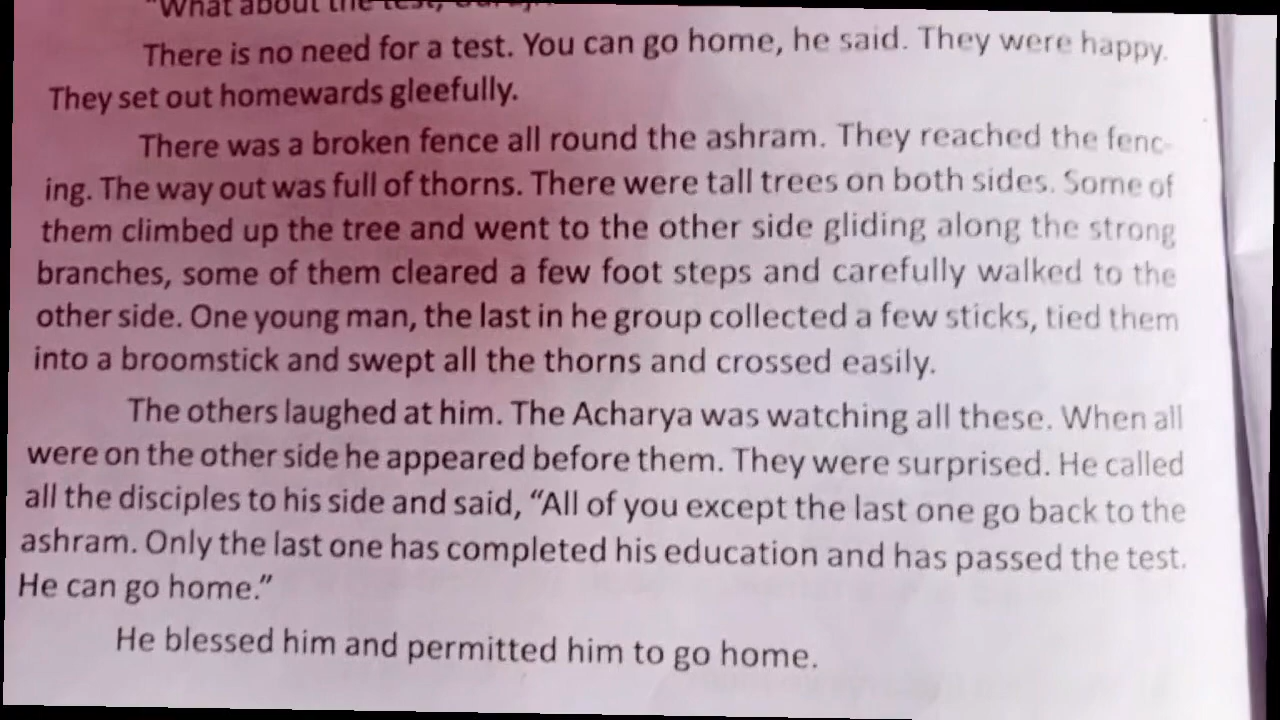 "What about the test,
There is no need for a test. You can go home, he said. They were happy.
They set out homewards gleefully.
There was a broken fence all round the ashram. They reached the fenc-
ing. The way out was full of thorns. There were tall trees on both sides. Some of
them climbed up the tree and went to the other side gliding along the strong
branches, some of them cleared a few foot steps and carefully walked to the
other side. One young man, the last in he group collected a few sticks, tied them
into a broomstick and swept all the thorns and crossed easily.
The others laughed at him. The Acharya was watching all these. When all
were on the other side he appeared before them. They were surprised. He called
all the disciples to his side and said, “All of you except the last one go back to the
ashram. Only the last one has completed his education and has passed the test.
He can go home.”
He blessed him and permitted him to go home.